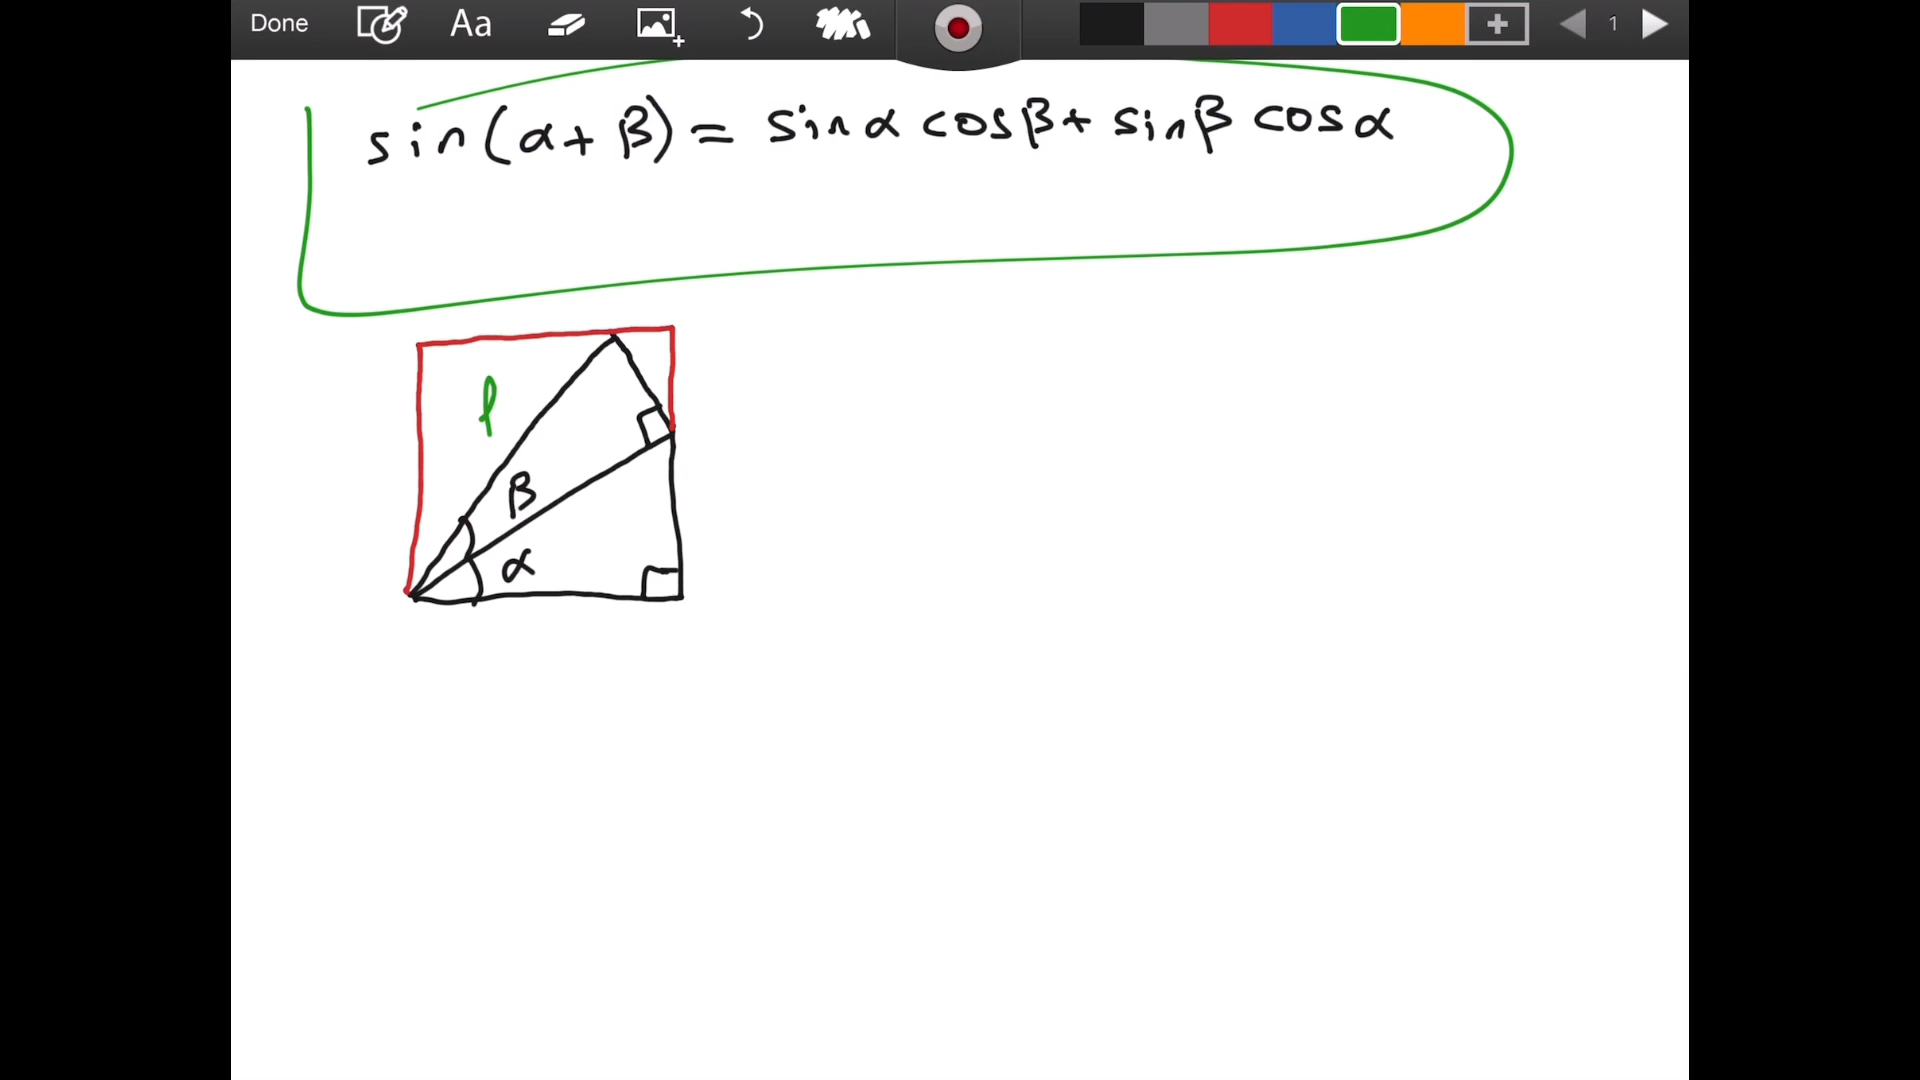 Done Aa 1
sin(α+β)= sinα cosβ+ sinβ cosα
β
α